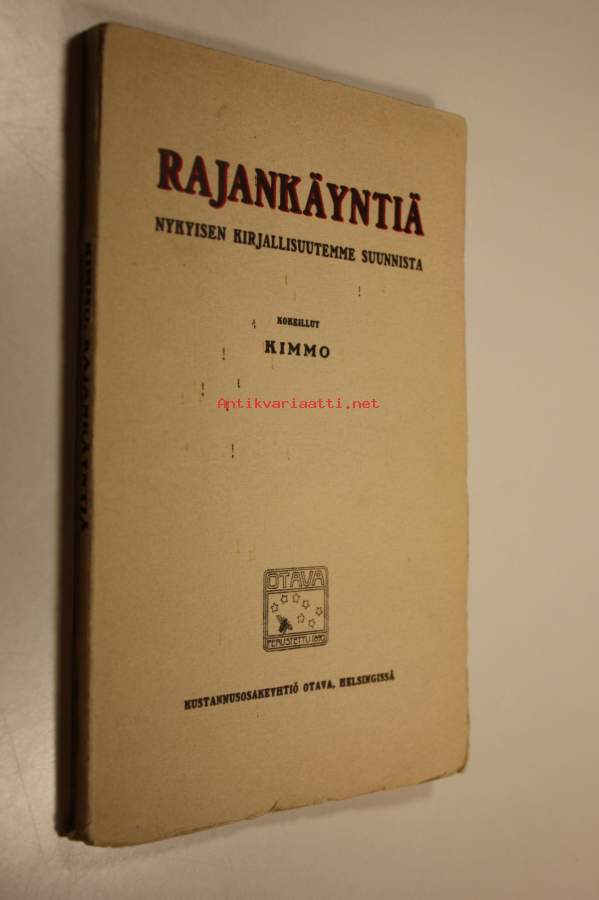 RAJANKÄYNTIÄ
NYKYISEN KIRJALLISUUTEMME SUUNNISTA
KOKEILLUT
KIMMO
Antikvariaatti.net
OTAVA
PERUSTETTU 1890
KUSTANNUSOSAKEYHTIÖ OTAVA, HELSINGISSÄ
KIMMO, RAJANKÄYNTIÄ